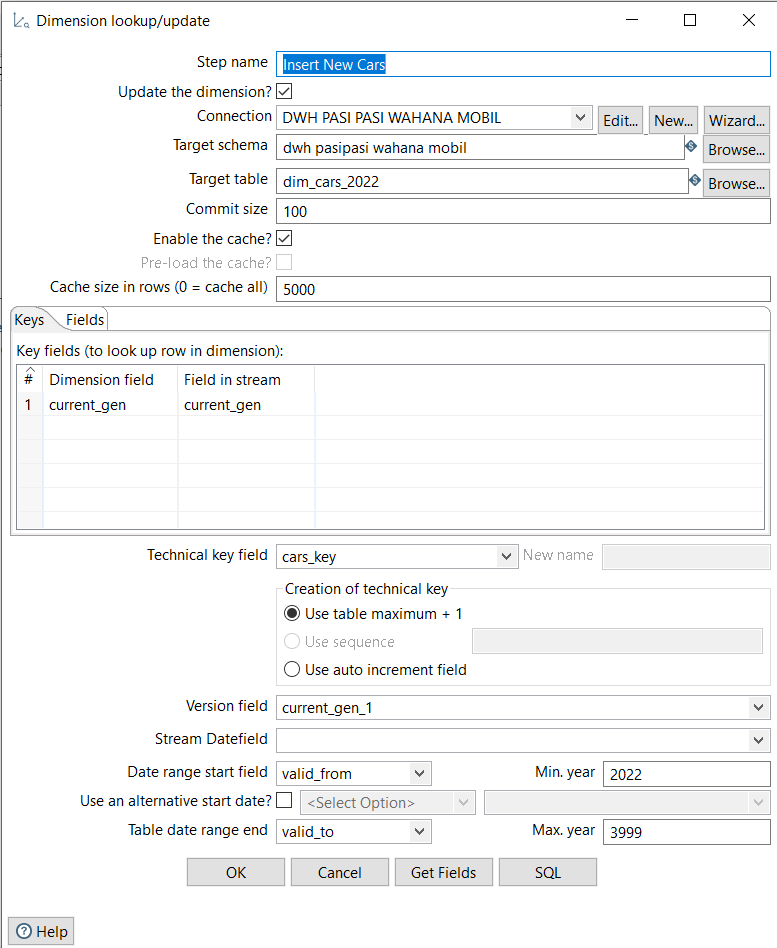 Dimension lookup/update
Step name Insert New Cars
Update the dimension?
Connection DWH PASI PASI WAHANA MOBIL Edit... New... Wizard...
Target schema dwh pasipasi wahana mobil Browse...
Target table dim_cars_2022 Browse...
Commit size 100
Enable the cache?
Pre-load the cache?
Cache size in rows (0 = cache all) 5000
Keys Fields
Key fields (to look up row in dimension):
# Dimension field Field in stream
1 current_gen current_gen
Technical key field cars_key New name
Creation of technical key
Use table maximum + 1
Use sequence
Use auto increment field
Version field current_gen_1
Stream Datefield
Date range start field valid_from Min. year 2022
Use an alternative start date? <Select Option>
Table date range end valid_to Max. year 3999
OK Cancel Get Fields SQL
Help